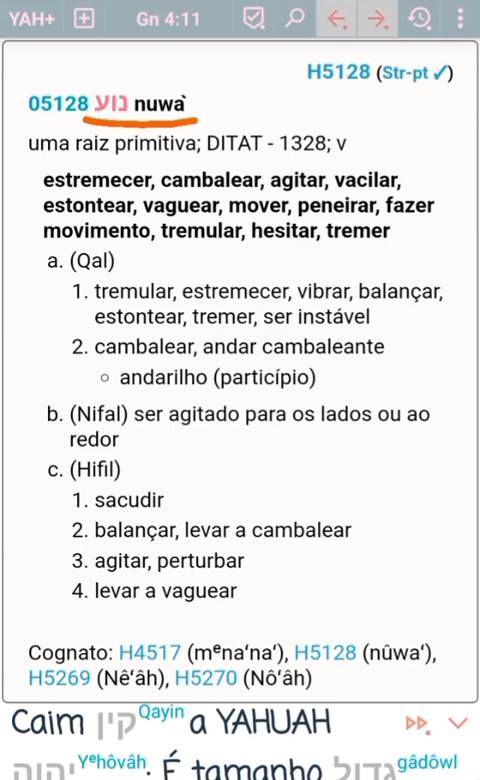 YAH+ Gn 4:11
H5128 (Str-pt ✓)
05128 נוע nuwa`
uma raiz primitiva; DITAT - 1328; v
estremecer, cambalear, agitar, vacilar,
estontear, vaguear, mover, peneirar, fazer
movimento, tremular, hesitar, tremer
a. (Qal)
1. tremular, estremecer, vibrar, balançar,
estontear, tremer, ser instável
2. cambalear, andar cambaleante
○ andarilho (particípio)
b. (Nifal) ser agitado para os lados ou ao
redor
c. (Hifil)
1. sacudir
2. balançar, levar a cambalear
3. agitar, perturbar
4. levar a vaguear
Cognato: H4517 (mᵉna‘na‘), H5128 (nûwa‘),
H5269 (Nê‘âh), H5270 (Nô‘âh)
Caim קין Qayin a YAHUAH
יהוה Yᵉhôvâh. É tamanho גדול gâdôwl